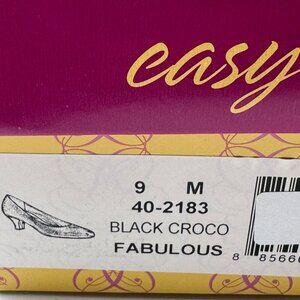 easy
9 M
40-2183
BLACK CROCO
FABULOUS
8 85666